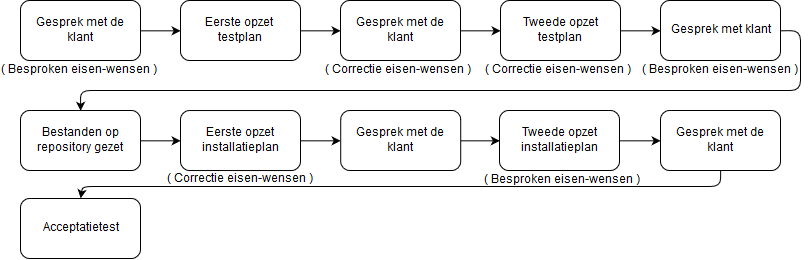 Gesprek met de
klant
Eerste opzet
testplan
Gesprek met de
klant
Tweede opzet
testplan
Gesprek met klant
( Besproken eisen-wensen )
( Correctie eisen-wensen )
( Correctie eisen-wensen )
( Besproken eisen-wensen )
Bestanden op
repository gezet
Eerste opzet
installatieplan
Gesprek met de
klant
Tweede opzet
installatieplan
Gesprek met de
klant
( Correctie eisen-wensen )
( Besproken eisen-wensen )
Acceptatietest